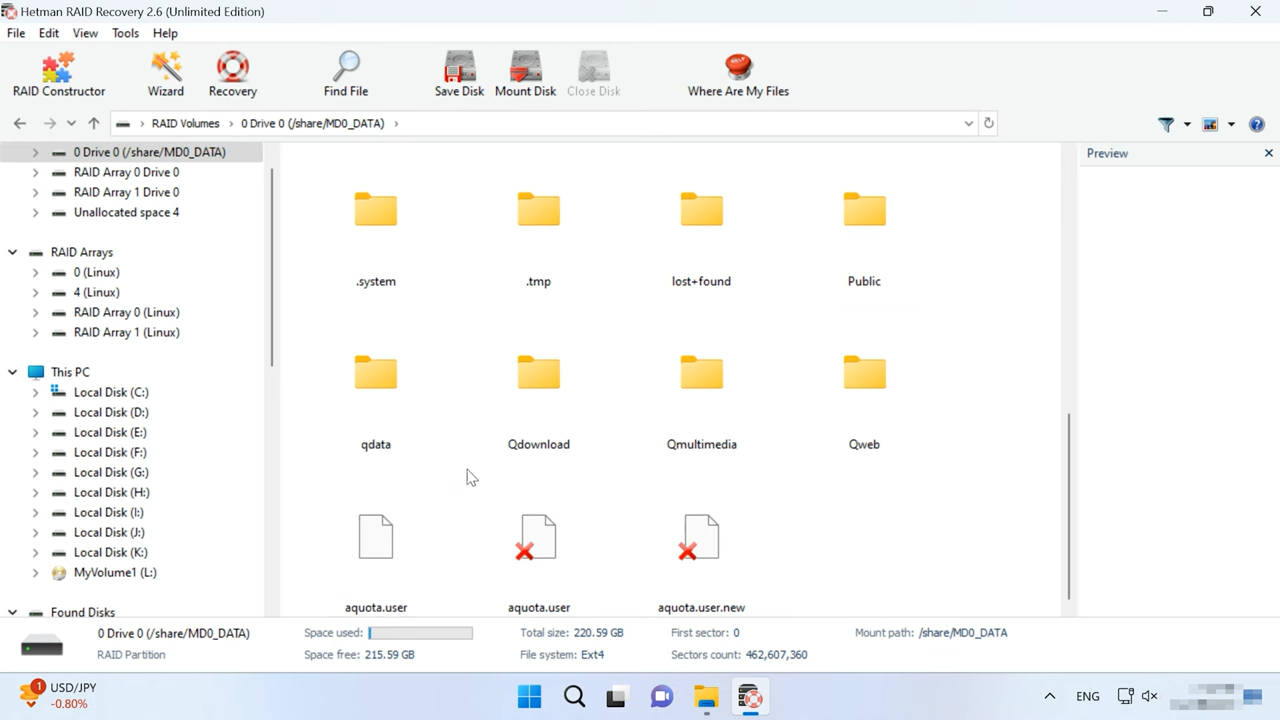 Hetman RAID Recovery 2.6 (Unlimited Edition)
File Edit View Tools Help
RAID Constructor Wizard Recovery Find File Save Disk Mount Disk Close Disk Where Are My Files
RAID Volumes 0 Drive 0 (/share/MD0_DATA)
0 Drive 0 (/share/MD0_DATA)
RAID Array 0 Drive 0
RAID Array 1 Drive 0
Unallocated space 4
RAID Arrays
0 (Linux)
4 (Linux)
RAID Array 0 (Linux)
RAID Array 1 (Linux)
This PC
Local Disk (C:)
Local Disk (D:)
Local Disk (E:)
Local Disk (F:)
Local Disk (G:)
Local Disk (H:)
Local Disk (I:)
Local Disk (J:)
Local Disk (K:)
MyVolume1 (L:)
Found Disks
.system .tmp lost+found Public
qdata Qdownload Qmultimedia Qweb
aquota.user aquota.user aquota.user.new
Preview
0 Drive 0 (/share/MD0_DATA) Space used: Total size: 220.59 GB First sector: 0 Mount path: /share/MD0_DATA
RAID Partition Space free: 215.59 GB File system: Ext4 Sectors count: 462,607,360
1 USD/JPY
-0.80%
ENG